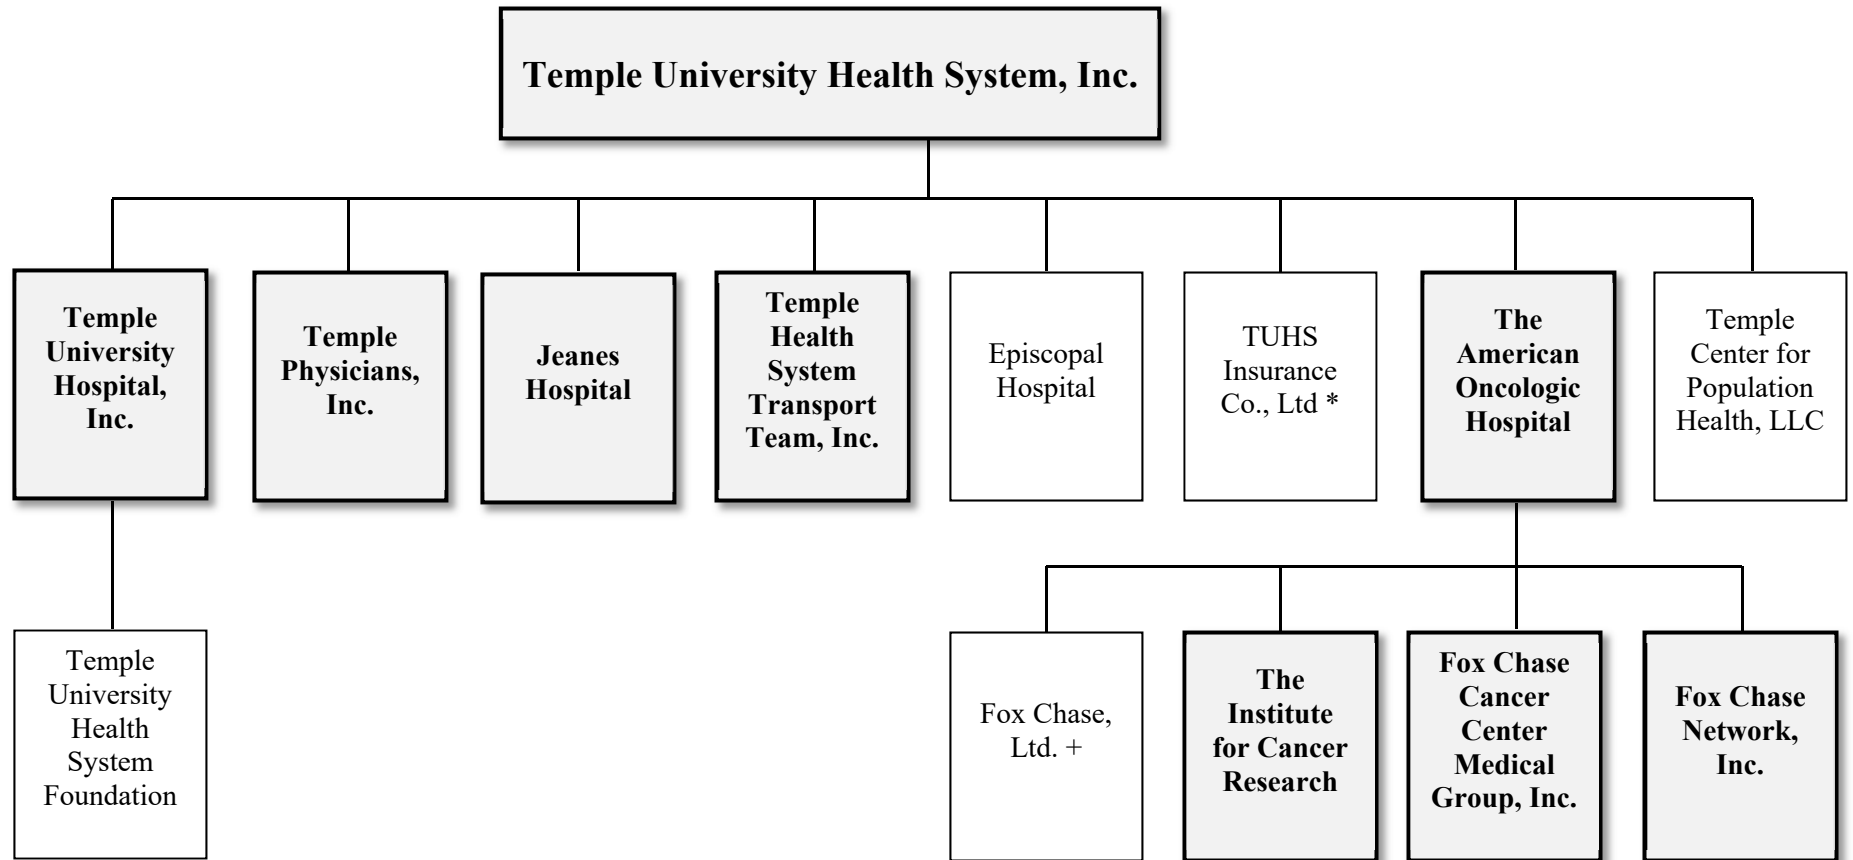 Temple University Health System, Inc.
Temple
University
Hospital,
Inc.
Temple
Physicians,
Inc.
Jeanes
Hospital
Temple
Health
System
Transport
Team, Inc.
Episcopal
Hospital
TUHS
Insurance
Co., Ltd *
The
American
Oncologic
Hospital
Temple
Center for
Population
Health, LLC
Temple
University
Health
System
Foundation
Fox Chase,
Ltd. +
The
Institute
for Cancer
Research
Fox Chase
Cancer
Center
Medical
Group, Inc.
Fox Chase
Network,
Inc.